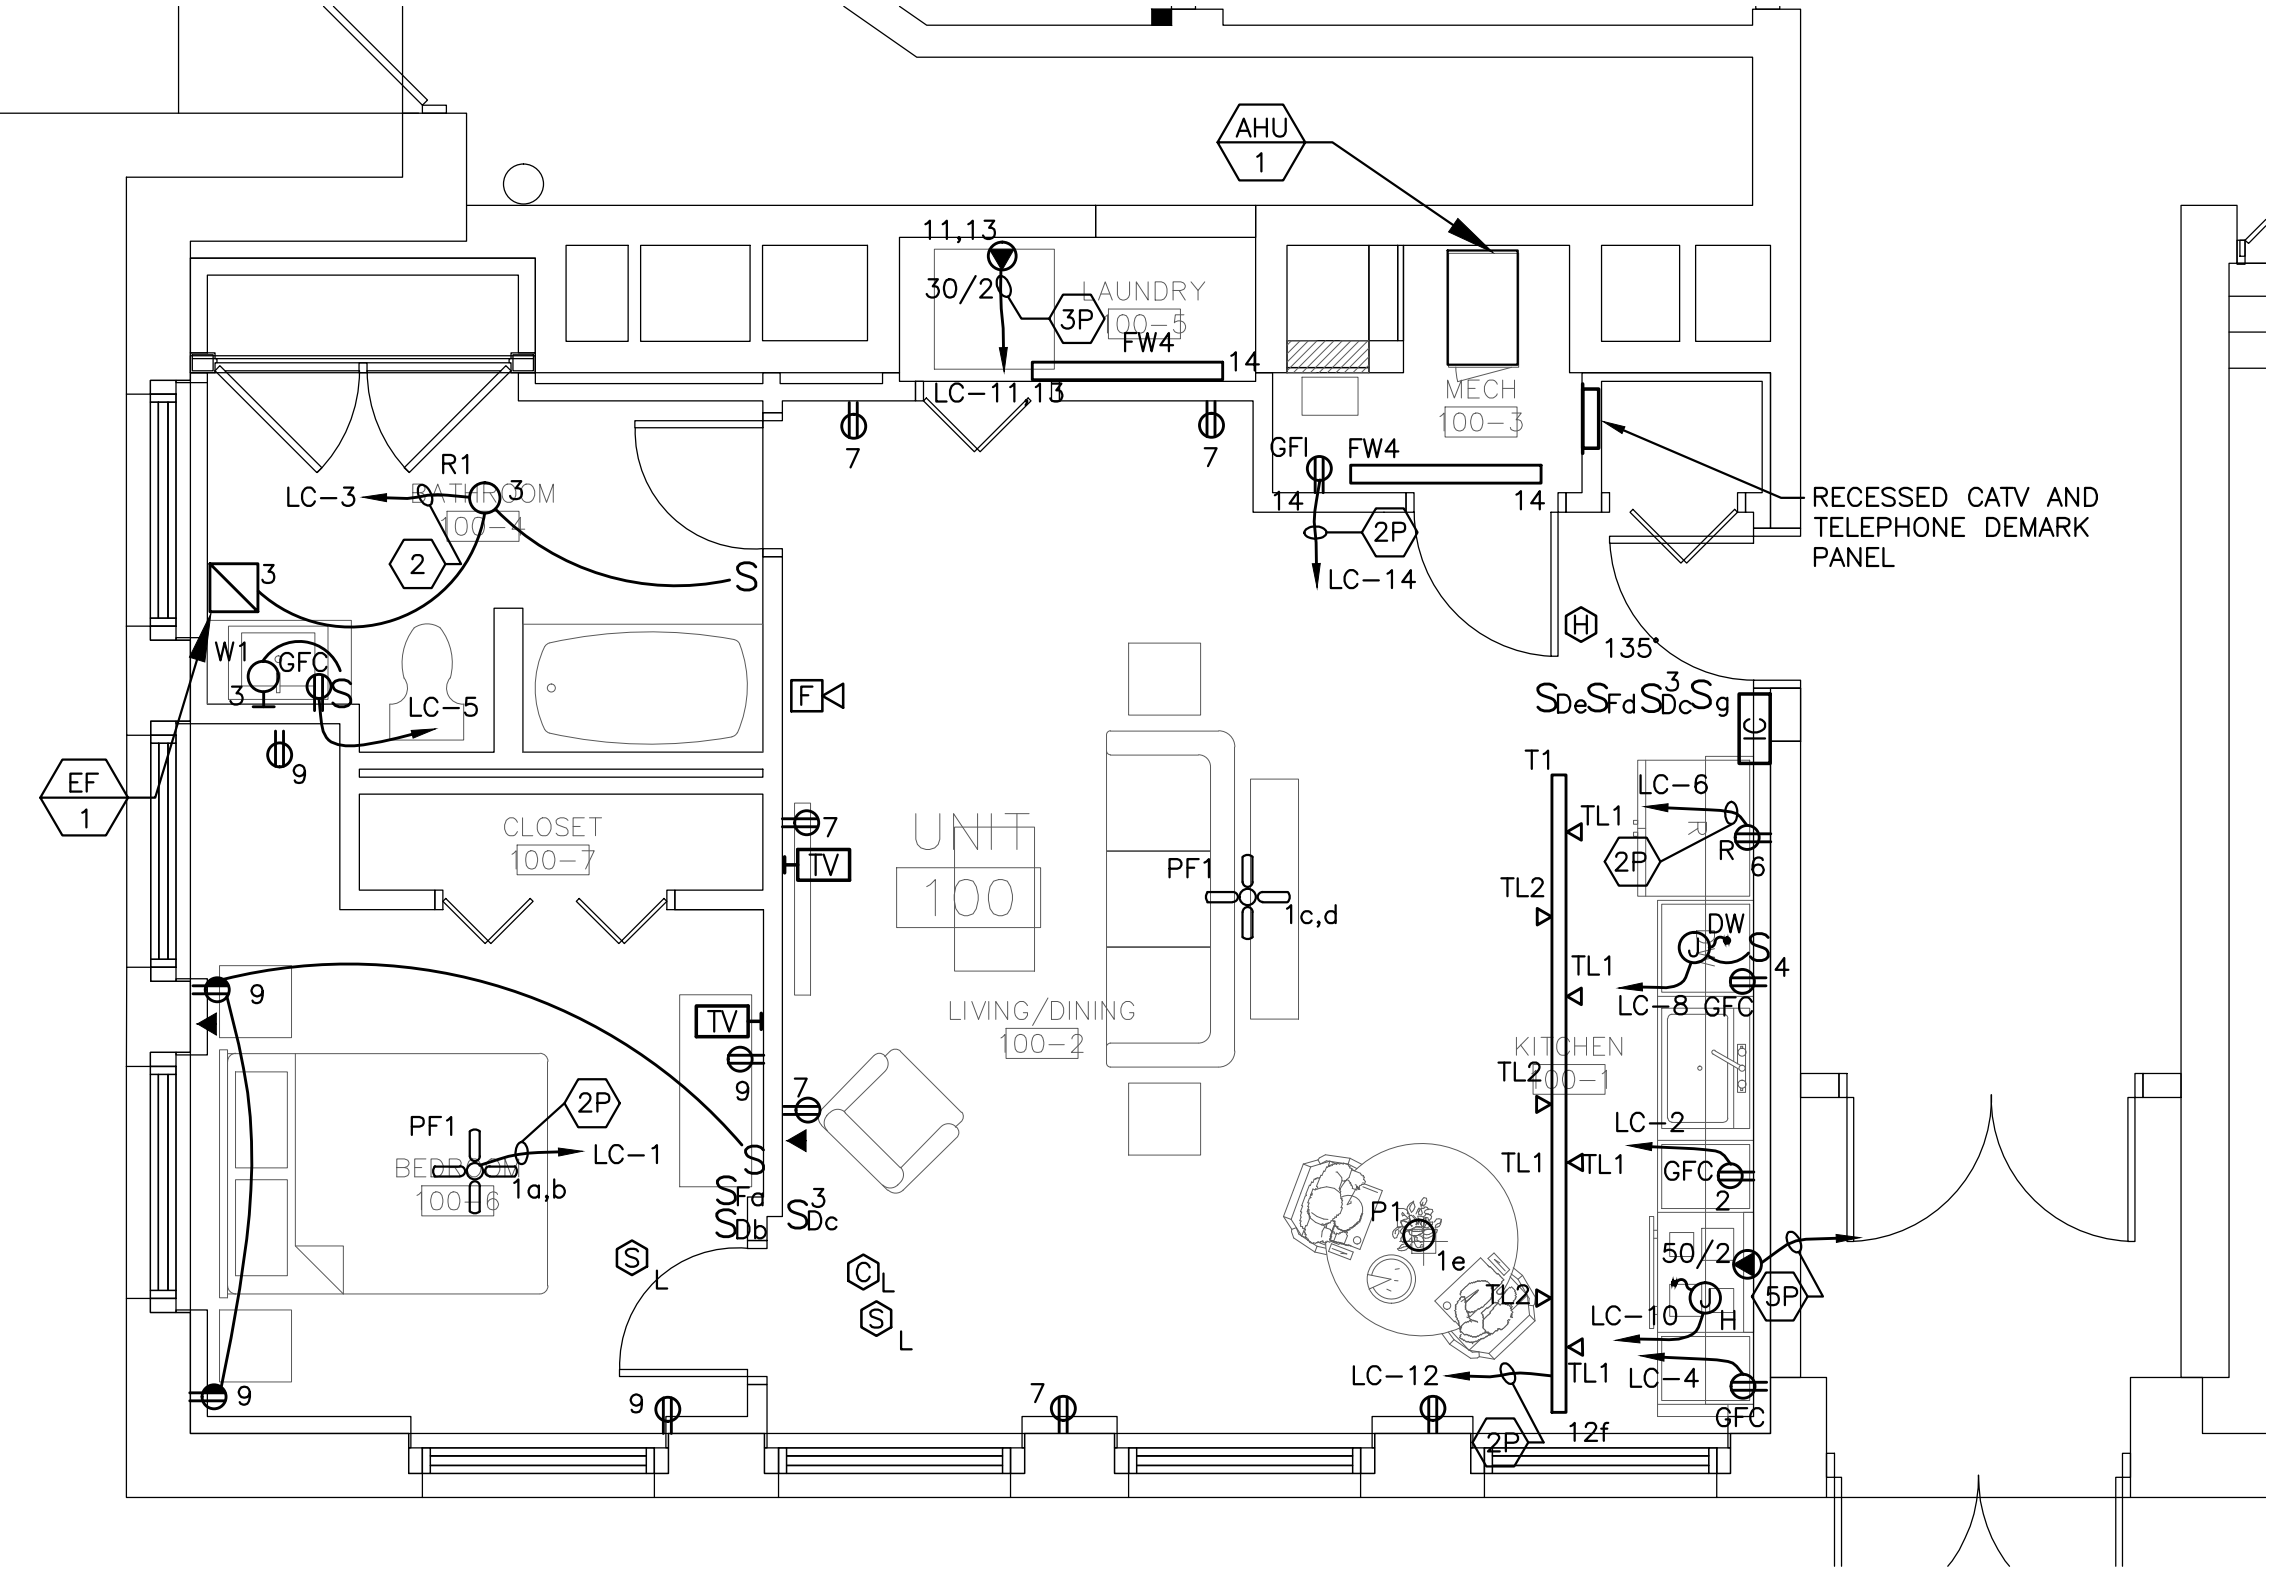 AHU
1
11,13
30/2
3P
LAUNDRY
100-5
FW4
14
LC-11,13
MECH
100-3
7
7
GFI
14
FW4
14
2P
LC-14
RECESSED CATV AND
TELEPHONE DEMARK
PANEL
R1
LC-3
3
BATHROOM
100-4
2
S
3
W1
GFC
3
S
LC-5
EF
1
9
F
H
135°
SDe SFd S3Dc Sg
IC
T1
CLOSET
100-7
7
TV
UNIT
100
PF1
1c,d
LC-6
TL1
2P
R
R
6
TL2
DW
J
S
4
TL1
LC-8
GFC
9
TV
9
LIVING/DINING
100-2
KITCHEN
100-1
TL2
7
2P
PF1
LC-1
BEDROOM
100-6
1a,b
S
SFa
SDb
S3Dc
LC-2
TL1
TL1
GFC
2
P1
1e
50/2
5P
S
L
C
L
S
L
TL2
J
LC-10
H
TL1
LC-4
LC-12
GFC
9
9
7
2P
12f